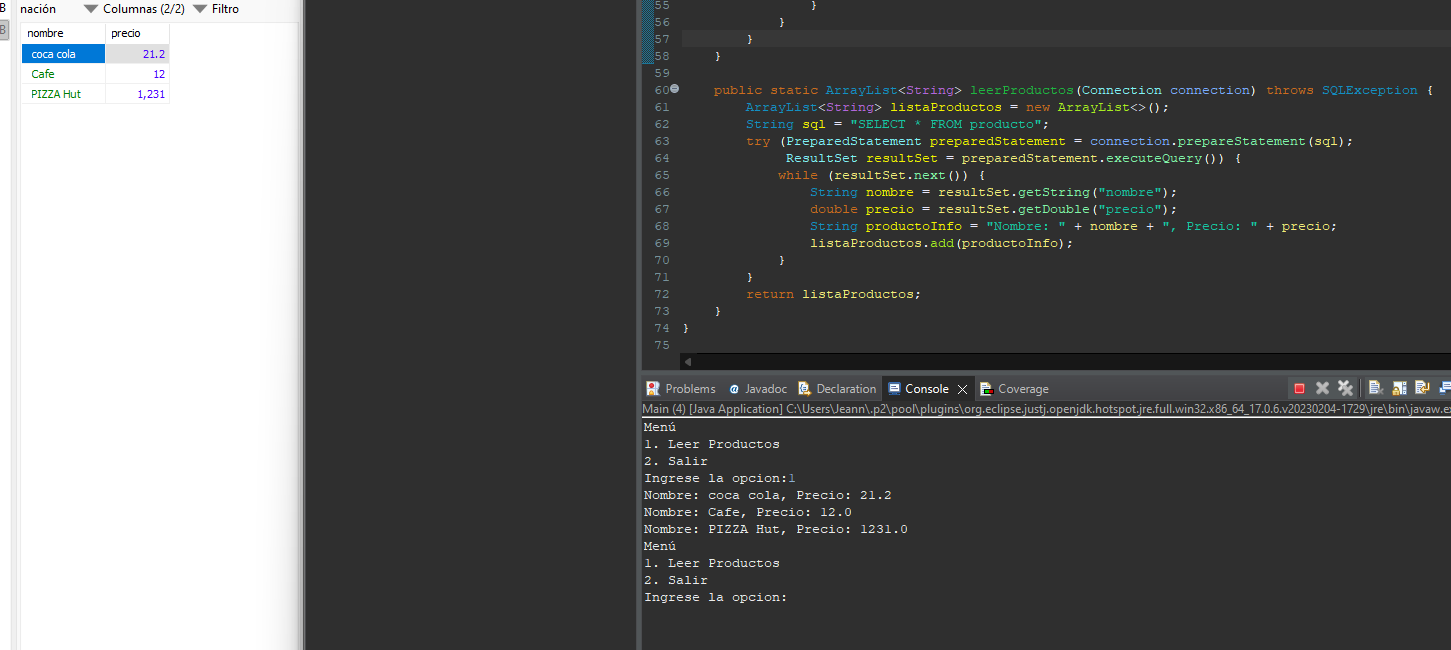 B
nación Columnas (2/2) Filtro
B
nombre precio
coca cola 21.2
Cafe 12
PIZZA Hut 1,231
55 }
56 }
57 }
58 }
59
60 public static ArrayList<String> leerProductos(Connection connection) throws SQLException {
61 ArrayList<String> listaProductos = new ArrayList<>();
62 String sql = "SELECT * FROM producto";
63 try (PreparedStatement preparedStatement = connection.prepareStatement(sql);
64 ResultSet resultSet = preparedStatement.executeQuery()) {
65 while (resultSet.next()) {
66 String nombre = resultSet.getString("nombre");
67 double precio = resultSet.getDouble("precio");
68 String productoInfo = "Nombre: " + nombre + ", Precio: " + precio;
69 listaProductos.add(productoInfo);
70 }
71 }
72 return listaProductos;
73 }
74 }
75
Problems @ Javadoc Declaration Console Coverage
Main (4) [Java Application] C:\Users\Jeann\.p2\pool\plugins\org.eclipse.justj.openjdk.hotspot.jre.full.win32.x86_64_17.0.6.v20230204-1729\jre\bin\javaw.e
Menú
1. Leer Productos
2. Salir
Ingrese la opcion:1
Nombre: coca cola, Precio: 21.2
Nombre: Cafe, Precio: 12.0
Nombre: PIZZA Hut, Precio: 1231.0
Menú
1. Leer Productos
2. Salir
Ingrese la opcion: